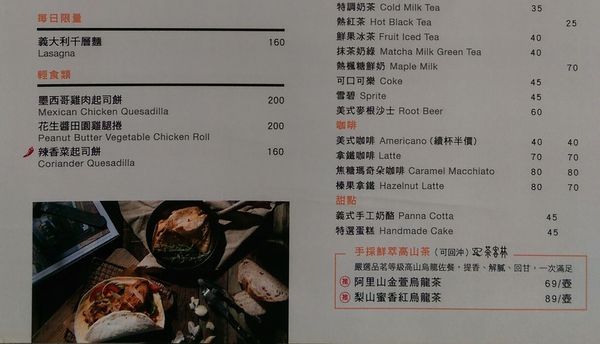 每日限量
義大利千層麵 160
Lasagna
輕食類
墨西哥雞肉起司餅 200
Mexican Chicken Quesadilla
花生醬田園雞腿捲 200
Peanut Butter Vegetable Chicken Roll
辣香菜起司餅 160
Coriander Quesadilla
特調奶茶 Cold Milk Tea 35
熱紅茶 Hot Black Tea 25
鮮果冰茶 Fruit Iced Tea 40
抹茶奶綠 Matcha Milk Green Tea 40
熱楓糖鮮奶 Maple Milk 70
可口可樂 Coke 45
雪碧 Sprite 45
美式麥根沙士 Root Beer 60
咖啡
美式咖啡 Americano (續杯半價) 40 40
拿鐵咖啡 Latte 70 70
焦糖瑪奇朵咖啡 Caramel Macchiato 80 80
榛果拿鐵 Hazelnut Latte 80 70
甜點
義式手工奶酪 Panna Cotta 45
特選蛋糕 Handmade Cake 45
手採鮮萃高山茶 (可回沖)
嚴選品茗等級高山烏龍佐餐，提香、解膩、回甘，一次滿足
推 阿里山金萱烏龍茶 69/壺
推 梨山蜜香紅烏龍茶 89/壺